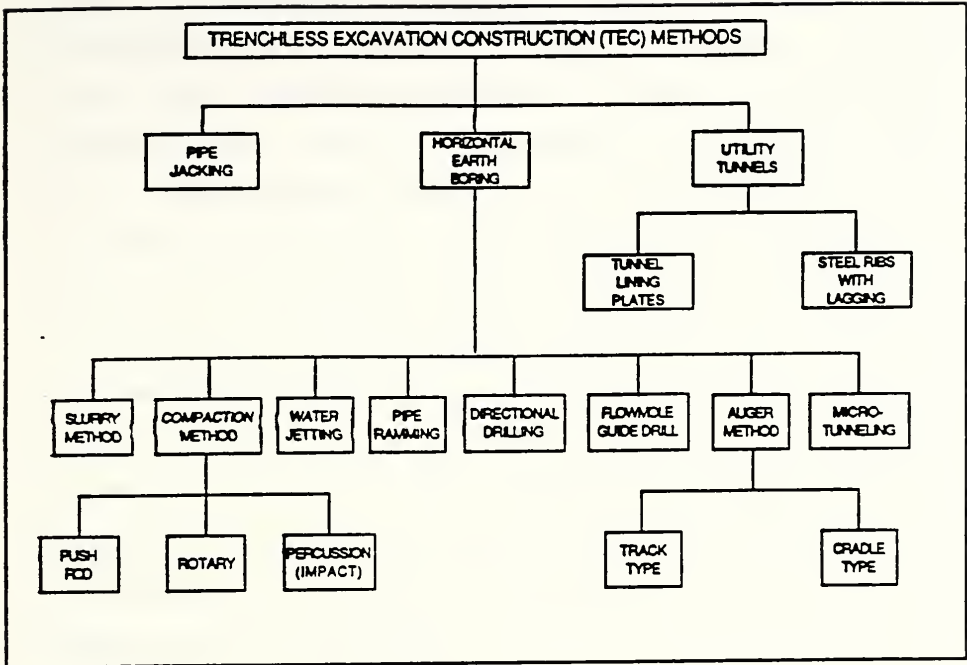 TRENCHLESS EXCAVATION CONSTRUCTION (TEC) METHODS
PIPE
JACKING
HORIZONTAL
EARTH
BORING
UTILITY
TUNNELS
TUNNEL
LINING
PLATES
STEEL RIBS
WITH
LAGGING
SLURRY
METHOD
COMPACTION
METHOD
WATER
JETTING
PIPE
RAMMING
DIRECTIONAL
DRILLING
FLOWMOLE
GUIDE DRILL
AUGER
METHOD
MICRO-
TUNNELING
PUSH
ROD
ROTARY
PERCUSSION
(IMPACT)
TRACK
TYPE
CRADLE
TYPE